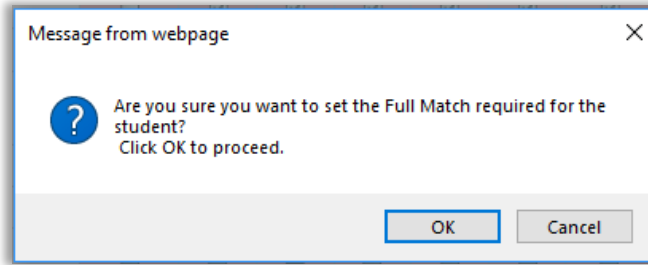 Message from webpage
Are you sure you want to set the Full Match required for the
student?
Click OK to proceed.
OK
Cancel